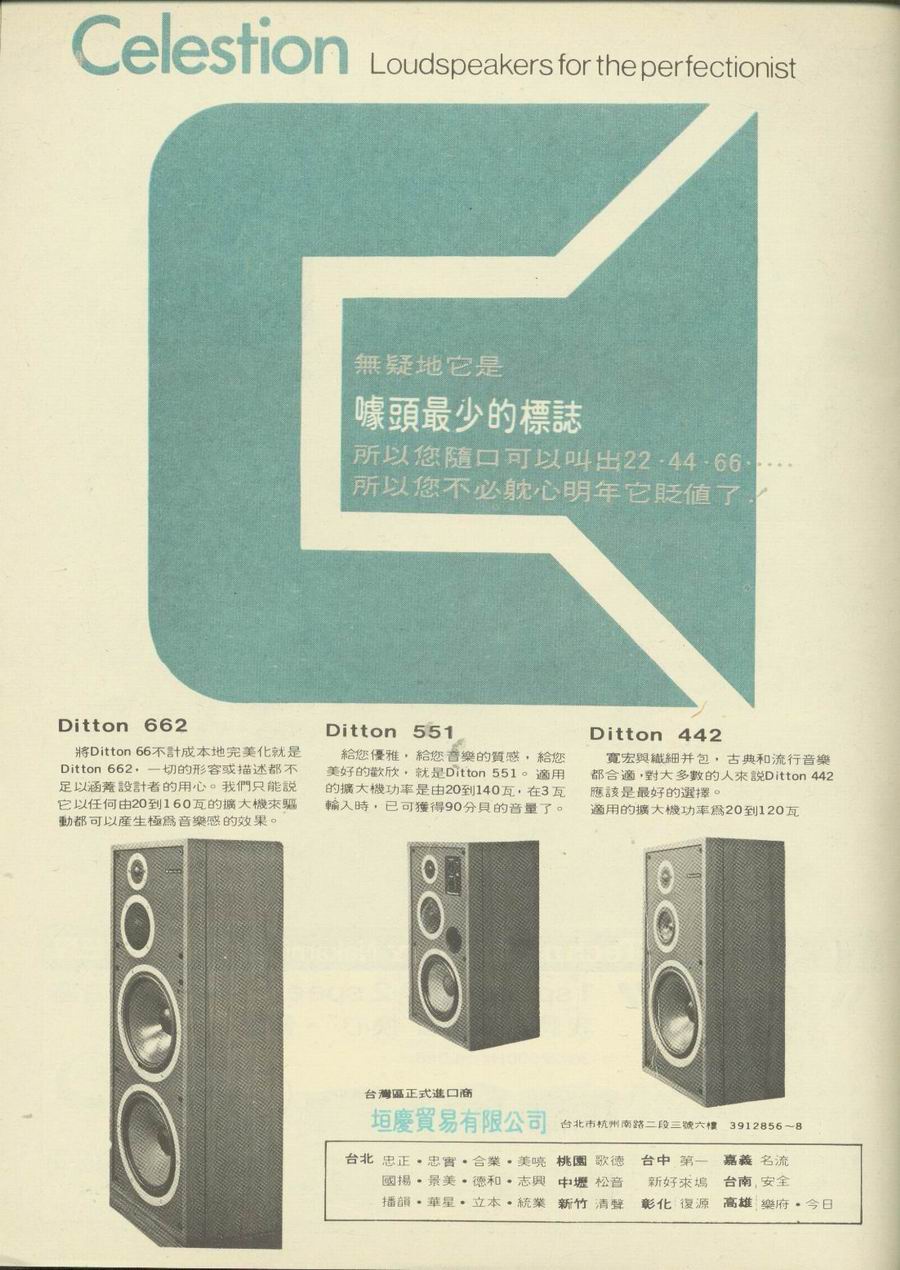 Celestion Loudspeakers for the perfectionist
無疑地它是
噱頭最少的標誌
所以您隨口可以叫出22·44·66……
所以您不必躭心明年它貶值了!
Ditton 662
將Ditton 66不計成本地完美化就是
Ditton 662，一切的形容或描述都不
足以涵蓋設計者的用心。我們只能說
它以任何由20到160瓦的擴大機來驅
動都可以產生極爲音樂感的效果。
Ditton 551
給您優雅，給您音樂的質感，給您
美好的歡欣，就是Ditton 551。適用
的擴大機功率是由20到140瓦，在3瓦
輸入時，已可獲得90分貝的音量了。
Ditton 442
寬宏與纖細并包，古典和流行音樂
都合適，對大多數的人來說Ditton 442
應該是最好的選擇。
適用的擴大機功率爲20到120瓦
台灣區正式進口商
垣慶貿易有限公司 台北市杭州南路二段三號六樓 3912856~8
台北 忠正•忠實•合業•美亮 桃園 歌德 台中 第一 嘉義 名流
國揚•景美•德和•志興 中壢 松音 新好來塢 台南 安全
播韻•華星•立本•統業 新竹 清聲 彰化 復源 高雄 樂府•今日